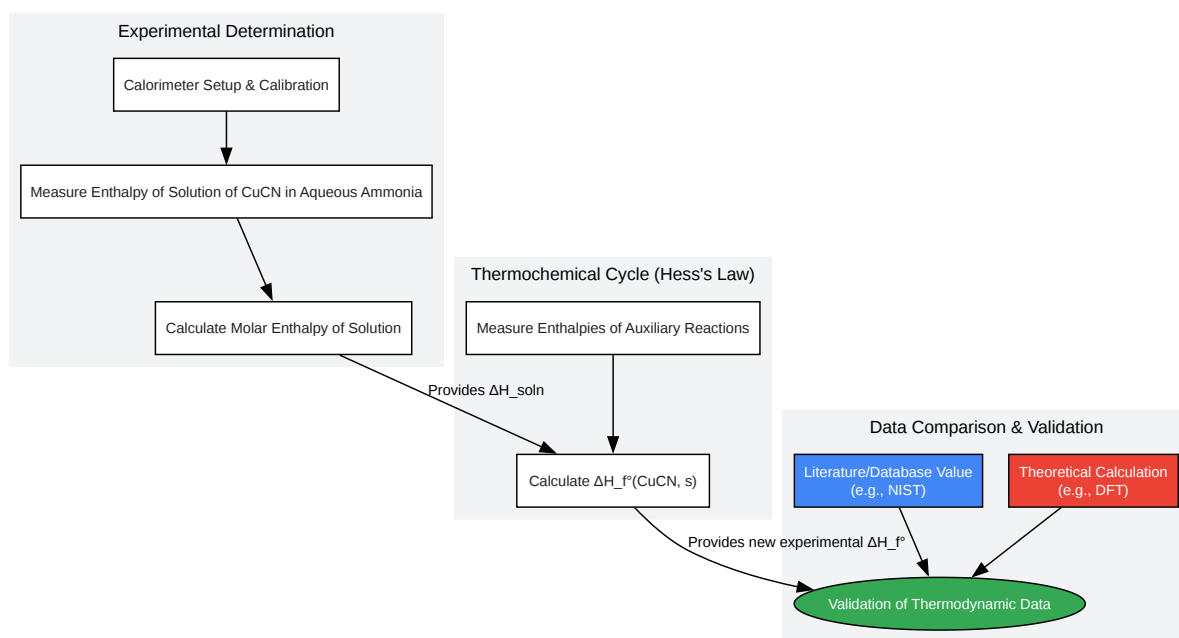 Experimental Determination
Calorimeter Setup & Calibration
Measure Enthalpy of Solution of CuCN in Aqueous Ammonia
Calculate Molar Enthalpy of Solution
Provides ΔH_soln
Thermochemical Cycle (Hess's Law)
Measure Enthalpies of Auxiliary Reactions
Calculate ΔH_f°(CuCN, s)
Provides new experimental ΔH_f°
Data Comparison & Validation
Literature/Database Value
(e.g., NIST)
Theoretical Calculation
(e.g., DFT)
Validation of Thermodynamic Data